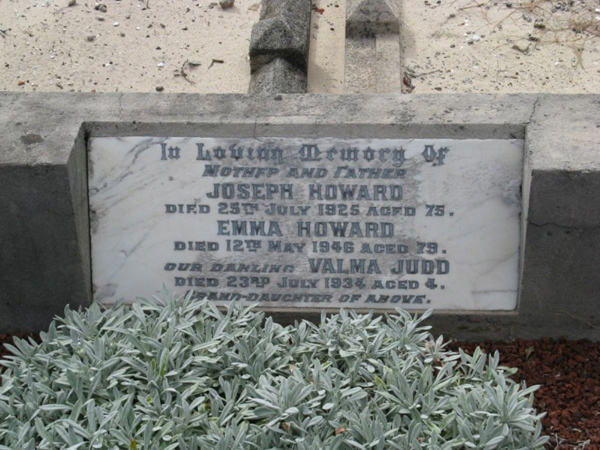 In Loving Memory Of
MOTHER AND FATHER
JOSEPH HOWARD
DIED 25TH JULY 1925 AGED 75.
EMMA HOWARD
DIED 12TH MAY 1946 AGED 79.
OUR DARLING VALMA JUDD
DIED 23RD JULY 1934 AGED 4.
GRAND-DAUGHTER OF ABOVE.